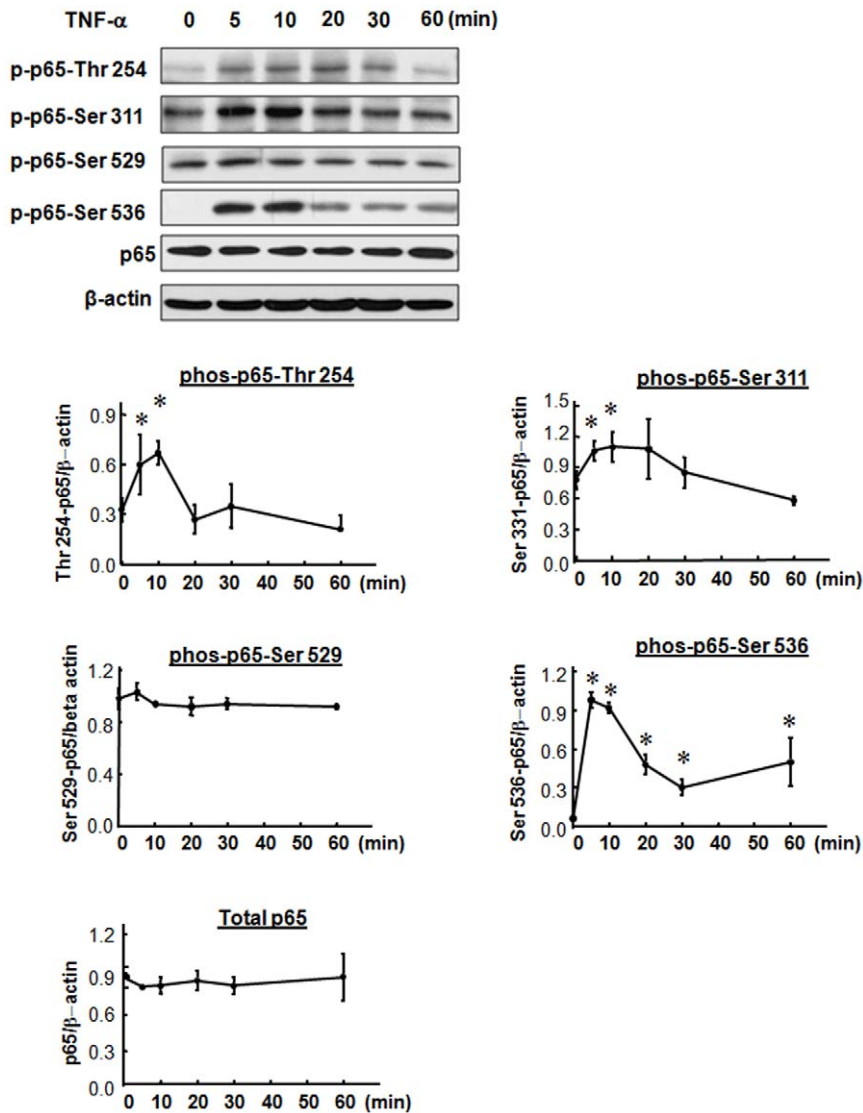 TNF-α 0 5 10 20 30 60 (min)
p-p65-Thr 254
p-p65-Ser 311
p-p65-Ser 529
p-p65-Ser 536
p65
β-actin
phos-p65-Thr 254
Thr 254-p65/β-actin
0.9
0.6
0.3
0.0
* *
0 10 20 30 40 50 60 (min)
phos-p65-Ser 311
Ser 331-p65/β-actin
1.5
1.2
0.9
0.6
0.3
0.0
* *
0 10 20 30 40 50 60 (min)
phos-p65-Ser 529
Ser 529-p65/beta actin
1.2
0.8
0.4
0.0
0 10 20 30 40 50 60 (min)
phos-p65-Ser 536
Ser 536-p65/β-actin
1.2
0.9
0.6
0.3
0.0
* * * * *
0 10 20 30 40 50 60 (min)
Total p65
p65/β-actin
1.2
0.9
0.6
0.3
0.0
0 10 20 30 40 50 60 (min)